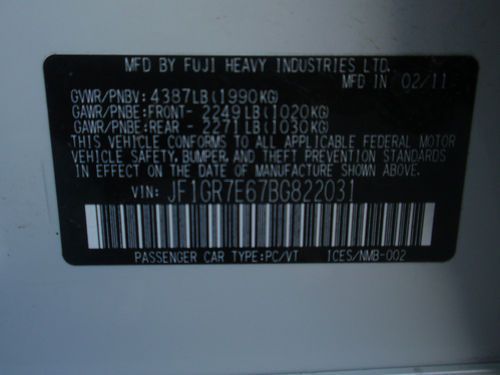 MFD BY FUJI HEAVY INDUSTRIES LTD.
MFD IN 02/11
GVWR/PNBV: 4387LB(1990KG)
GAWR/PNBE:FRONT- 2249LB(1020KG)
GAWR/PNBE:REAR - 2271LB(1030KG)
THIS VEHICLE CONFORMS TO ALL APPLICABLE FEDERAL MOTOR
VEHICLE SAFETY, BUMPER, AND THEFT PREVENTION STANDARDS
IN EFFECT ON THE DATE OF MANUFACTURE SHOWN ABOVE.
VIN: JF1GR7E67BG822031
PASSENGER CAR TYPE:PC/VT ICES/NMB-002